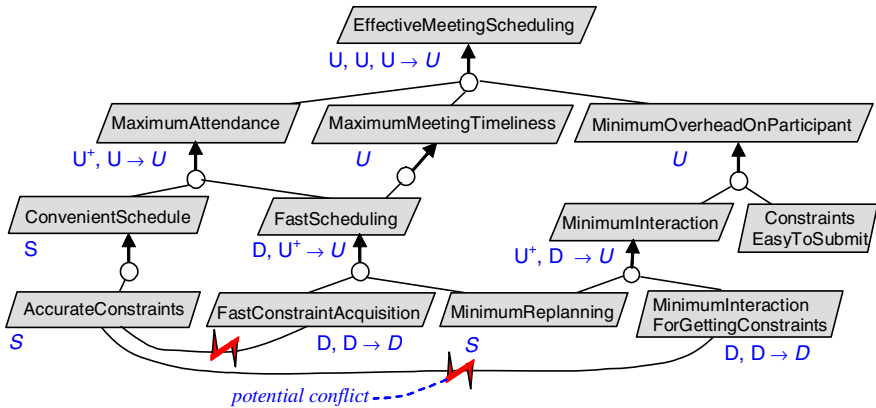 EffectiveMeetingScheduling
U, U, U → U
MaximumAttendance
MaximumMeetingTimeliness
MinimumOverheadOnParticipant
U+, U → U
U
U
ConvenientSchedule
FastScheduling
MinimumInteraction
Constraints
EasyToSubmit
S
D, U+ → U
U+, D → U
AccurateConstraints
FastConstraintAcquisition
MinimumReplanning
MinimumInteraction
ForGettingConstraints
S
D, D → D
S
D, D → D
potential conflict